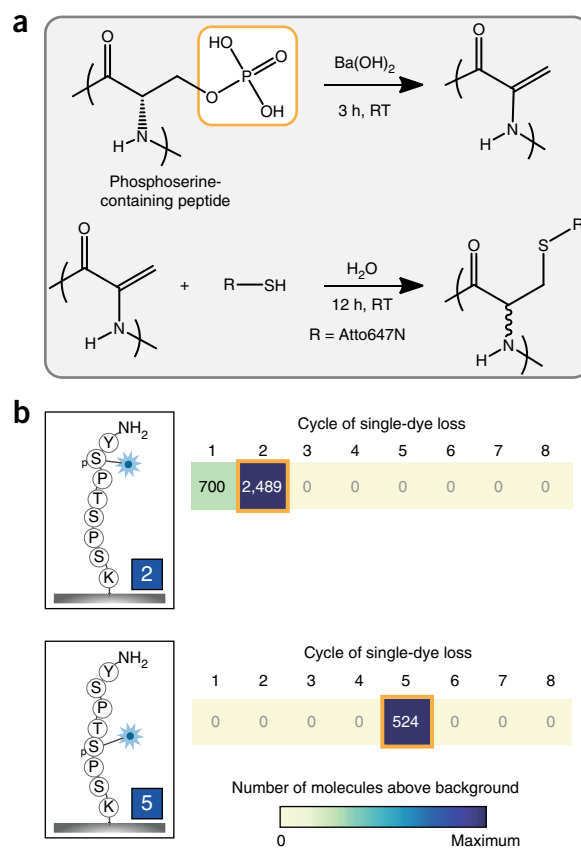 a
O
HO
O
P
O
OH
H
N
Phosphoserine-
containing peptide
Ba(OH)2
3 h, RT
O
H
N
O
H
N
+
R
SH
H2O
12 h, RT
R = Atto647N
O
S
R
H
N
b
NH2
Y
pS
P
T
S
P
S
K
2
Cycle of single-dye loss
1 2 3 4 5 6 7 8
700 2,489 0 0 0 0 0 0
NH2
Y
S
P
T
pS
P
S
K
5
Cycle of single-dye loss
1 2 3 4 5 6 7 8
0 0 0 0 524 0 0 0
Number of molecules above background
0 Maximum